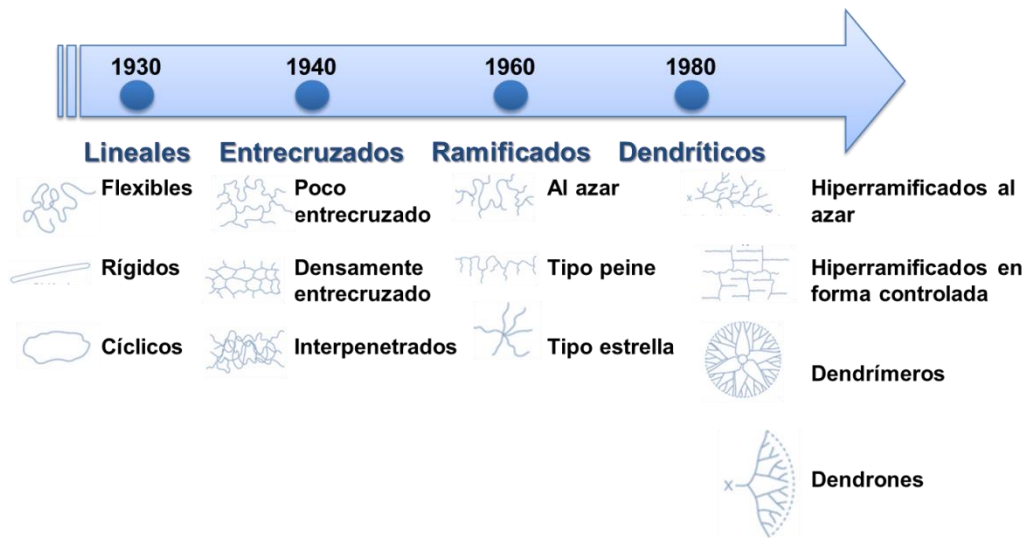 1930
1940
1960
1980
Lineales
Entrecruzados
Ramificados
Dendríticos
Flexibles
Rígidos
Cíclicos
Poco
entrecruzado
Densamente
entrecruzado
Interpenetrados
Al azar
Tipo peine
Tipo estrella
x
Hiperramificados al
azar
Hiperramificados en
forma controlada
Dendrímeros
X
Dendrones